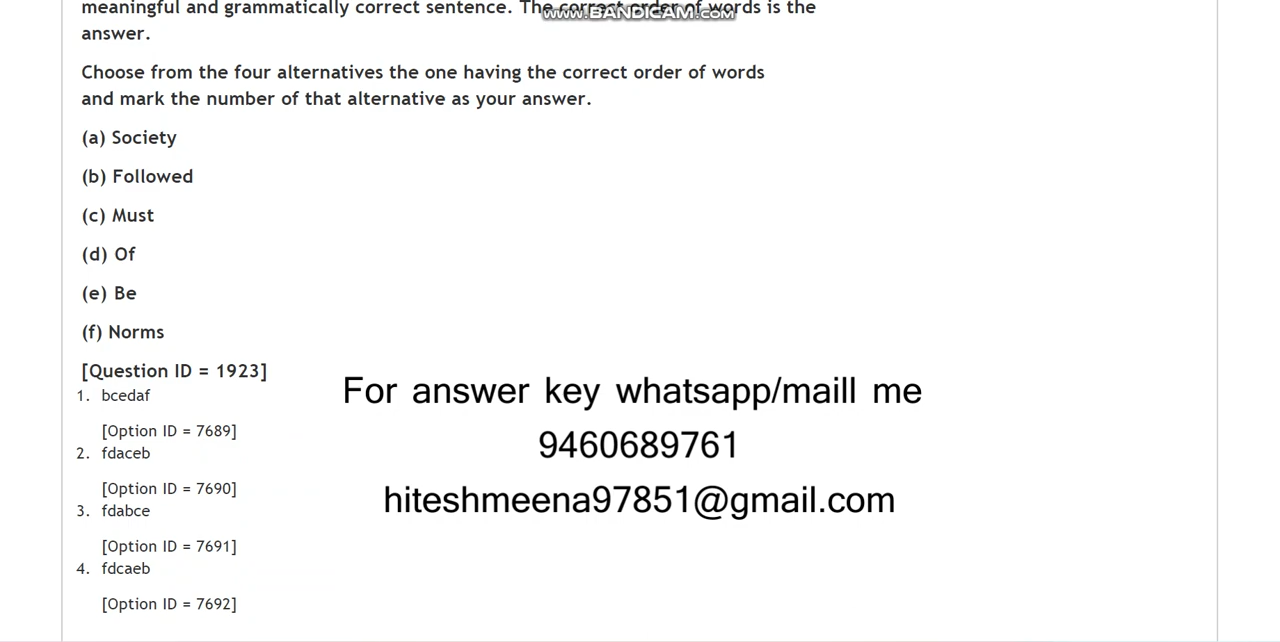 meaningful and grammatically correct sentence. The correct order of words is the
www.BANDICAM.com
answer.
Choose from the four alternatives the one having the correct order of words
and mark the number of that alternative as your answer.
(a) Society
(b) Followed
(c) Must
(d) Of
(e) Be
(f) Norms
[Question ID = 1923]
1. bcedaf
[Option ID = 7689]
2. fdaceb
[Option ID = 7690]
3. fdabce
[Option ID = 7691]
4. fdcaeb
[Option ID = 7692]
For answer key whatsapp/maill me
9460689761
hiteshmeena97851@gmail.com